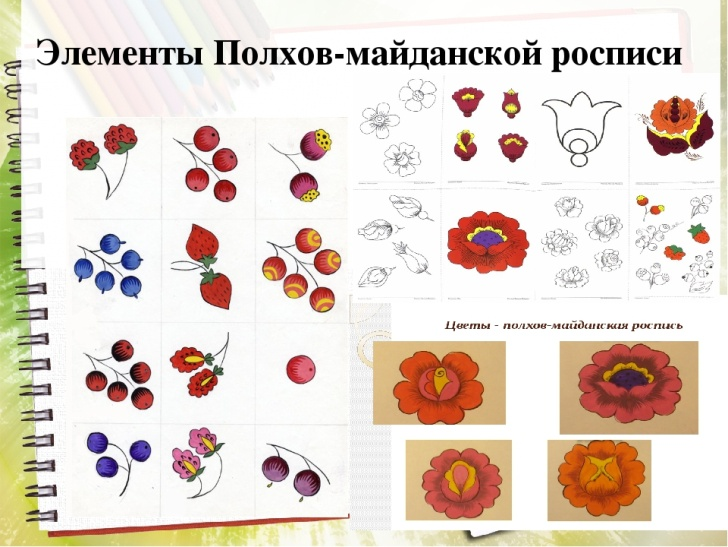 Элементы Полхов-майданской росписи
Цветы - полхов-майданская роспись